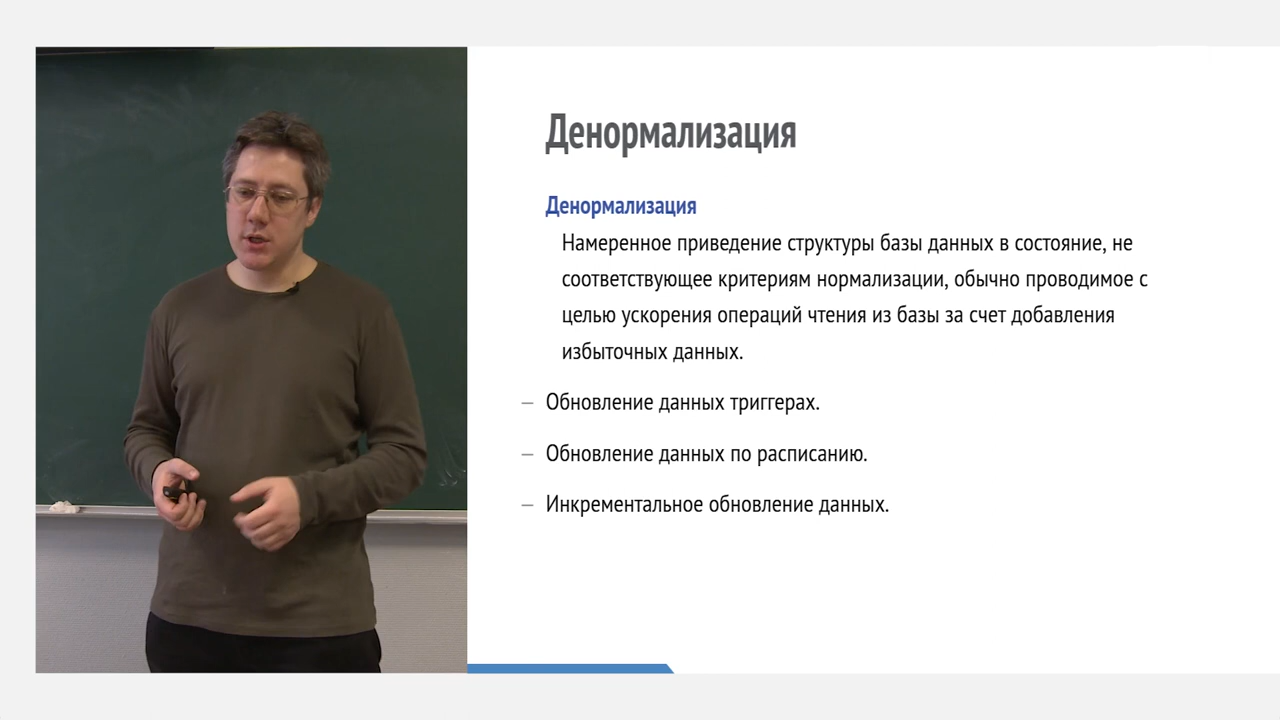 Денормализация
Денормализация
Намеренное приведение структуры базы данных в состояние, не
соответствующее критериям нормализации, обычно проводимое с
целью ускорения операций чтения из базы за счет добавления
избыточных данных.
– Обновление данных триггерах.
– Обновление данных по расписанию.
– Инкрементальное обновление данных.